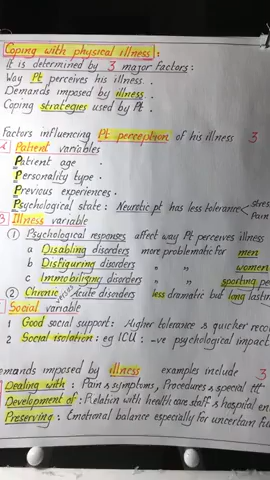 Coping with physical illness :
It is determined by 3 major factors:
Way Pt perceives his illness.
Demands imposed by illness.
Coping strategies used by Pt.
Factors influencing Pt perception of his illness 3
Patient variables
Patient age .
Personality type .
Previous experiences.
Psychological state: Neurotic pt has less tolerance
Illness variable
① Psychological responses affect way Pt perceives illness
a Disabling disorders more problematic for men
b Disfiguring disorders " " women
c Immobilizing disorders " " sporting
② Chronic versus Acute disorders less dramatic but long
Social variable
1 Good social support: Higher tolerance & quicker
2 Social isolation: eg ICU: -ve psychological impact
imposed by illness examples include 3
Dealing with: Pain & symptoms, Procedures & special ttt
Development of: Relation with health care staff & hospital
Preserving: Emotional balance especially for uncertain